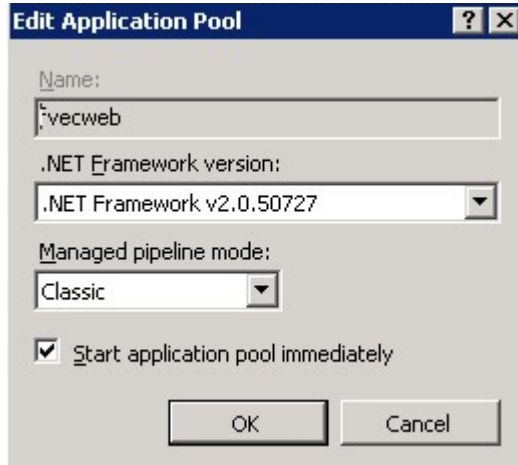 Edit Application Pool
Name:
vecweb
.NET Framework version:
.NET Framework v2.0.50727
Managed pipeline mode:
Classic
Start application pool immediately
OK
Cancel